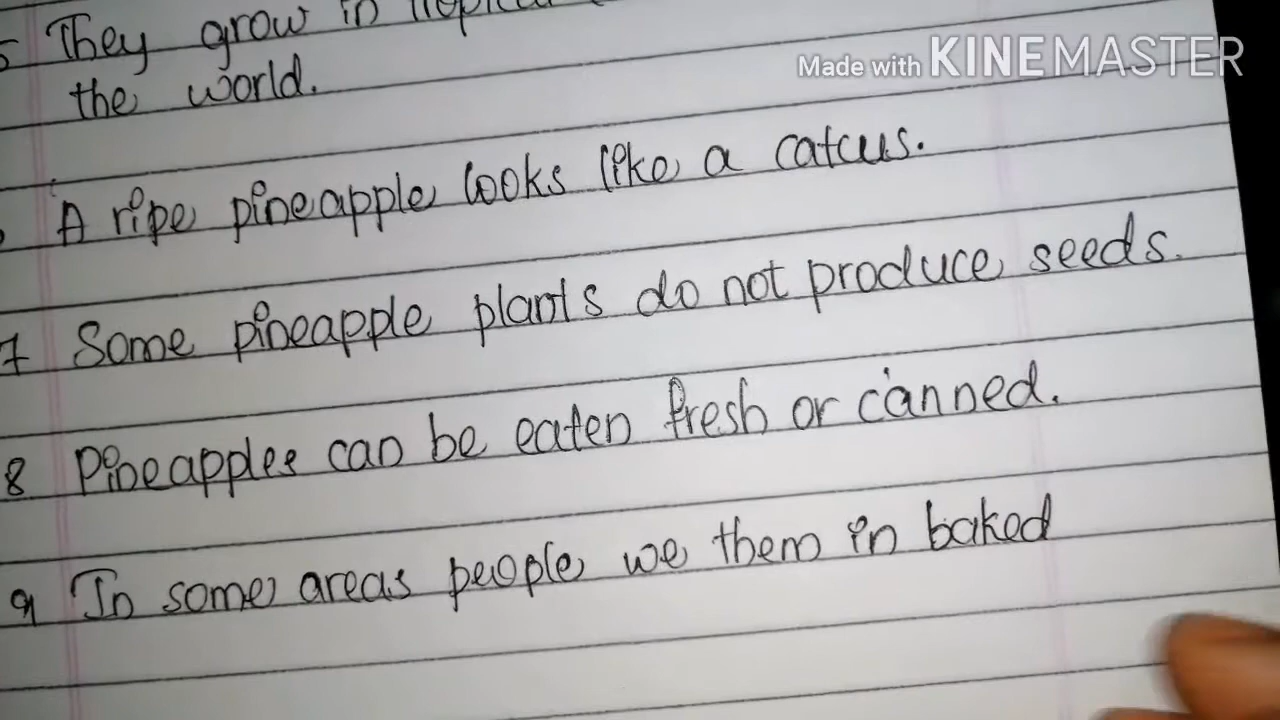 5 They grow in tropical
Made with KINEMASTER
the world.
A ripe pineapple looks like a catcus.
7 Some pineapple plants do not produce seeds.
8 Pineapples can be eaten fresh or canned.
9 In some areas people we them in baked